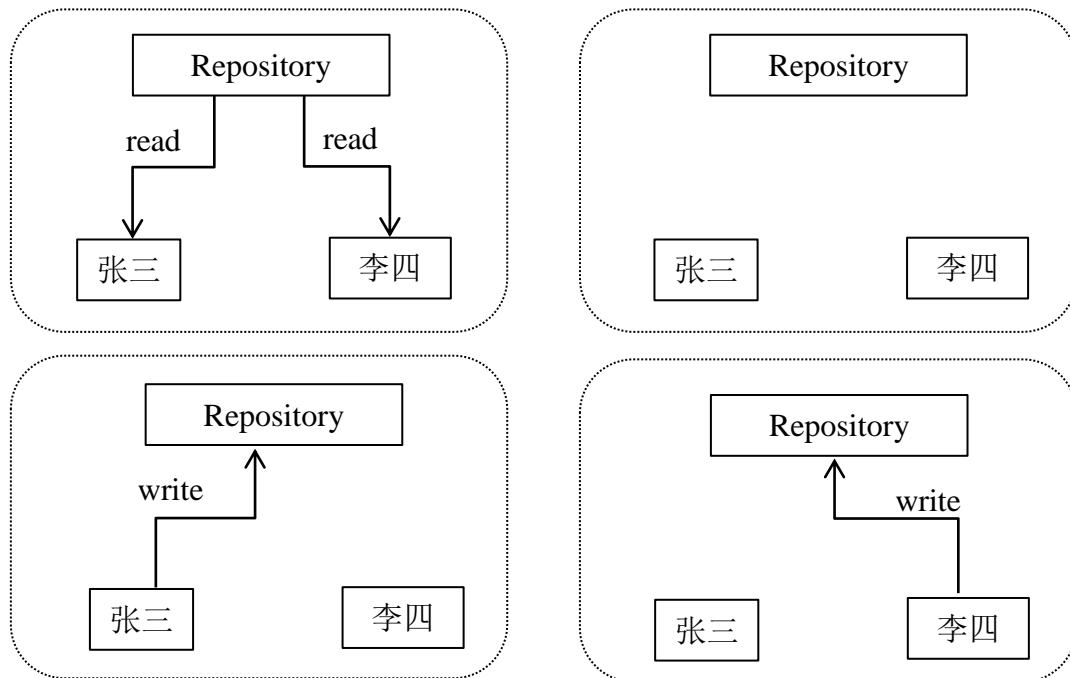 Repository
read
read
张三
李四
Repository
张三
李四
Repository
write
张三
李四
Repository
write
张三
李四